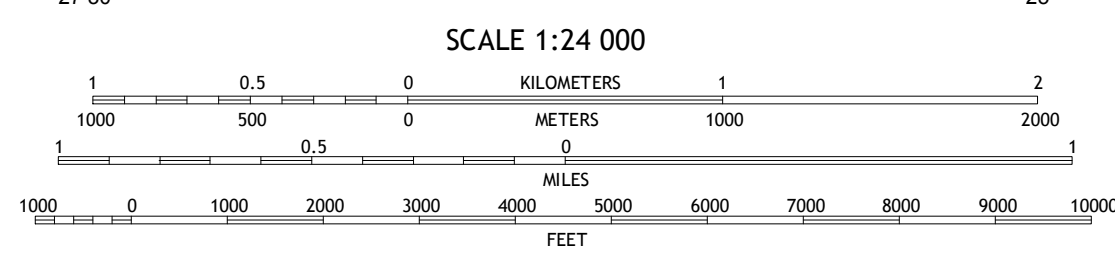 SCALE 1:24 000
1 0.5 0 KILOMETERS 1 2
1000 500 0 METERS 1000 2000
1 0.5 0 1
MILES
1000 0 1000 2000 3000 4000 5000 6000 7000 8000 9000 10000
FEET